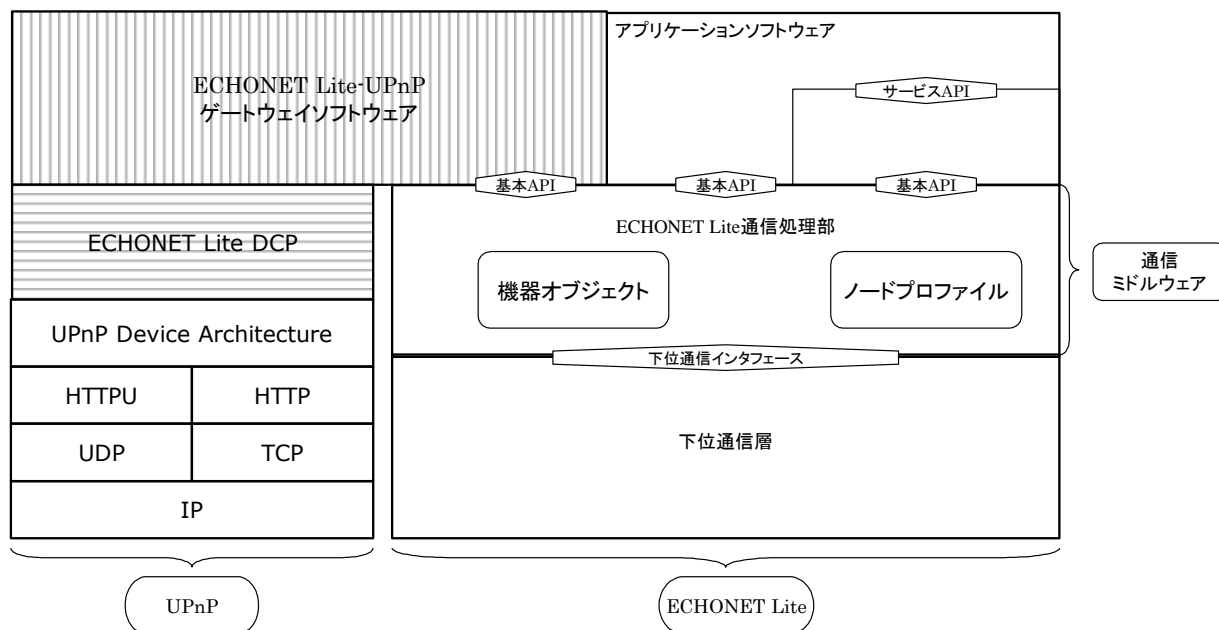 アプリケーションソフトウェア
ECHONET Lite-UPnP
ゲートウェイソフトウェア
サービスAPI
基本API
基本API
基本API
ECHONET Lite DCP
ECHONET Lite通信処理部
機器オブジェクト
ノードプロファイル
通信
ミドルウェア
UPnP Device Architecture
下位通信インタフェース
HTTPU
HTTP
UDP
TCP
下位通信層
IP
UPnP
ECHONET Lite